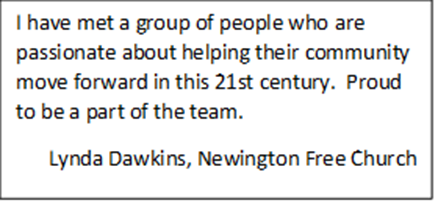 I have met a group of people who are
passionate about helping their community
move forward in this 21st century.  Proud
to be a part of the team.
Lynda Dawkins, Newington Free Church